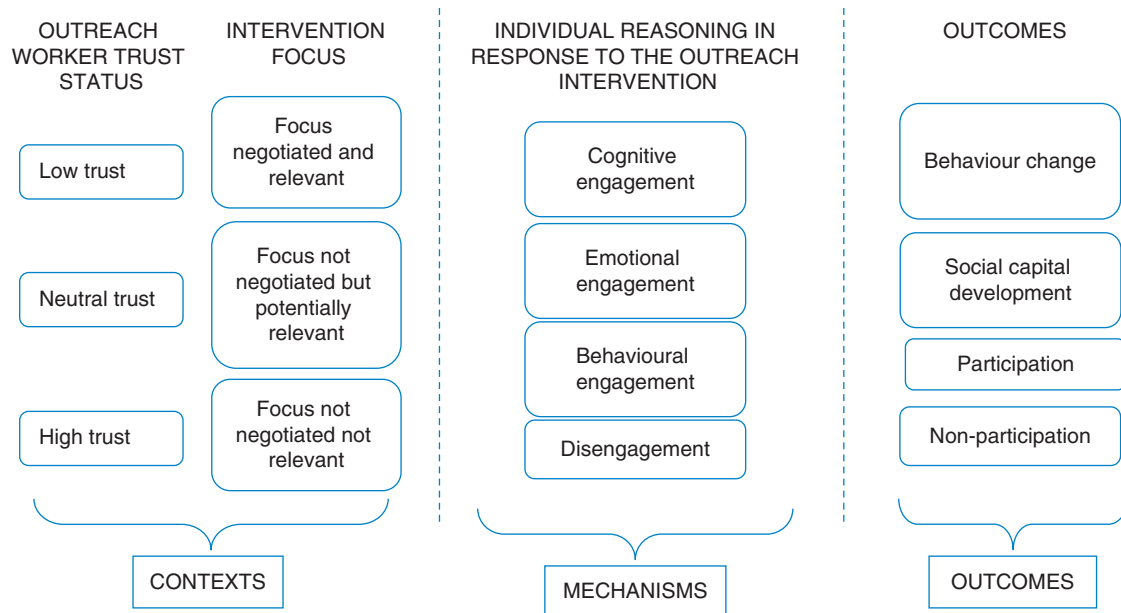 OUTREACH
WORKER TRUST
STATUS
INTERVENTION
FOCUS
INDIVIDUAL REASONING IN
RESPONSE TO THE OUTREACH
INTERVENTION
OUTCOMES
Low trust
Neutral trust
High trust
Focus
negotiated and
relevant
Focus not
negotiated but
potentially
relevant
Focus not
negotiated not
relevant
Cognitive
engagement
Emotional
engagement
Behavioural
engagement
Disengagement
Behaviour change
Social capital
development
Participation
Non-participation
CONTEXTS
MECHANISMS
OUTCOMES